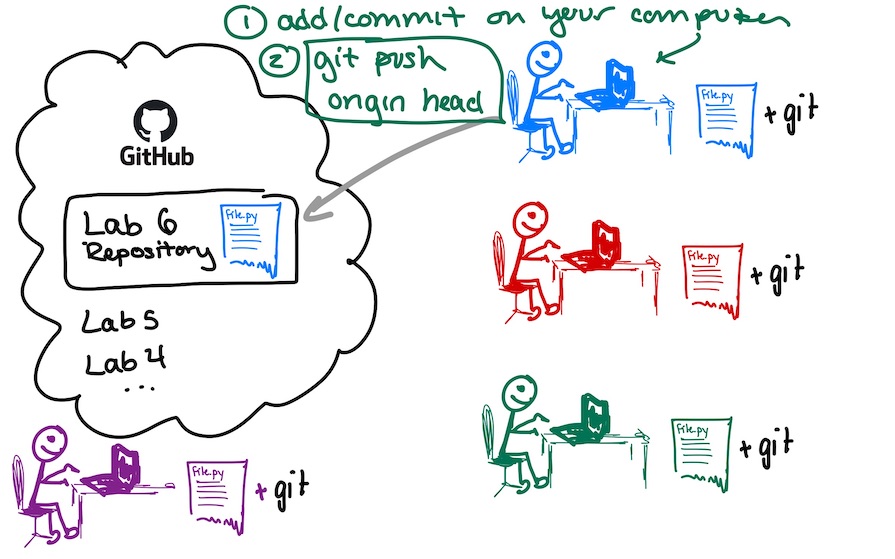 ① add/commit on your computer
② git push
origin head
GitHub
File.py
+ git
Lab 6
Repository
File.py
File.py
+ git
Lab 5
Lab 4
...
File.py
+ git
File.py
+ git